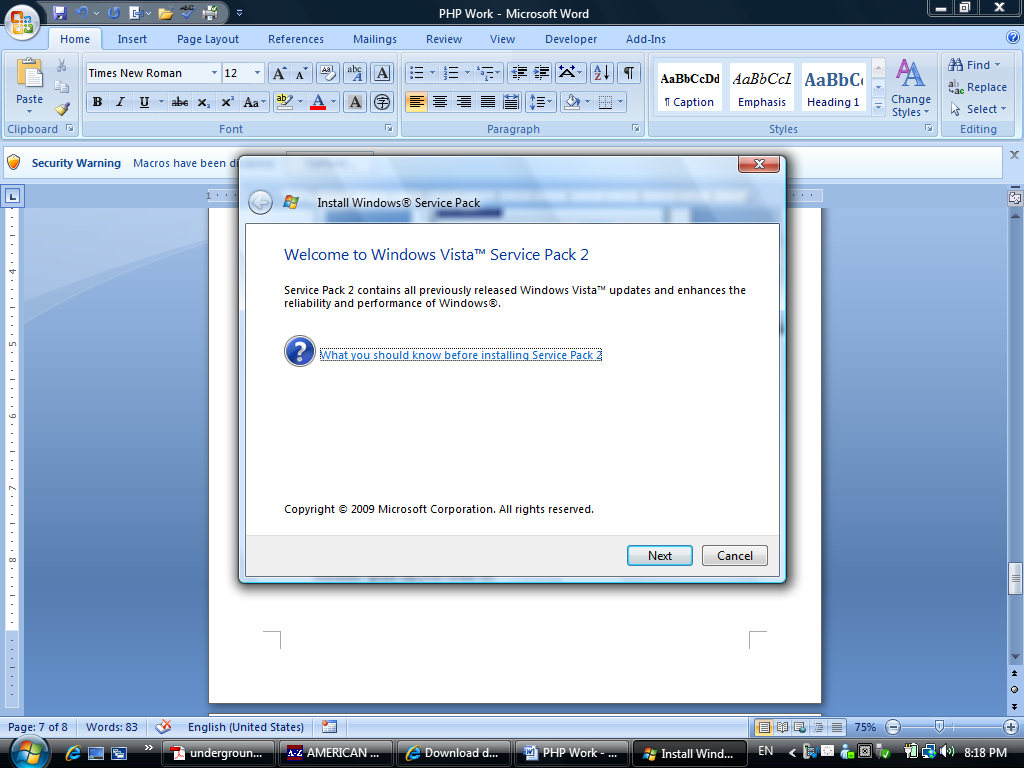 PHP Work - Microsoft Word
Home Insert Page Layout References Mailings Review View Developer Add-Ins
Paste
Clipboard
Times New Roman 12
Font
Paragraph
AaBbCcDd AaBbCcL AaBbCc
¶ Caption Emphasis Heading 1
Change Styles
Styles
Find
Replace
Select
Editing
Security Warning Macros have been
Install Windows® Service Pack
Welcome to Windows Vista™ Service Pack 2
Service Pack 2 contains all previously released Windows Vista™ updates and enhances the
reliability and performance of Windows®.
What you should know before installing Service Pack 2
Copyright © 2009 Microsoft Corporation. All rights reserved.
Next Cancel
Page: 7 of 8 Words: 83 English (United States) 75%
undergroun... AMERICAN ... Download d... PHP Work - ... Install Wind... EN 8:18 PM